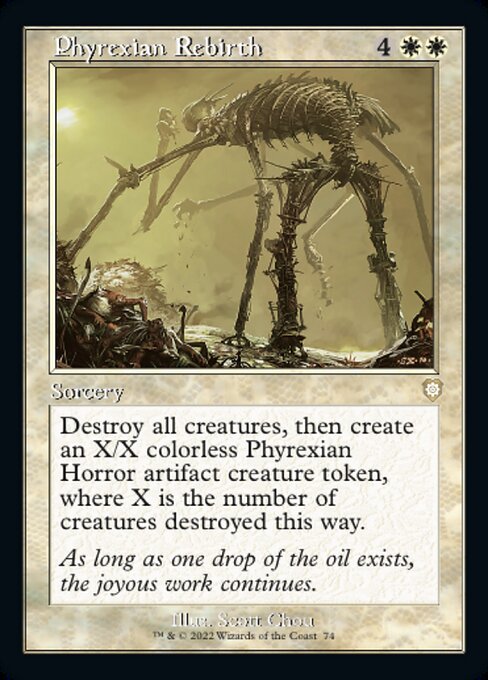 Phyrexian Rebirth 4
Sorcery
Destroy all creatures, then create
an X/X colorless Phyrexian
Horror artifact creature token,
where X is the number of
creatures destroyed this way.
As long as one drop of the oil exists,
the joyous work continues.
Illus. Scott Chou
™ & © 2022 Wizards of the Coast 74